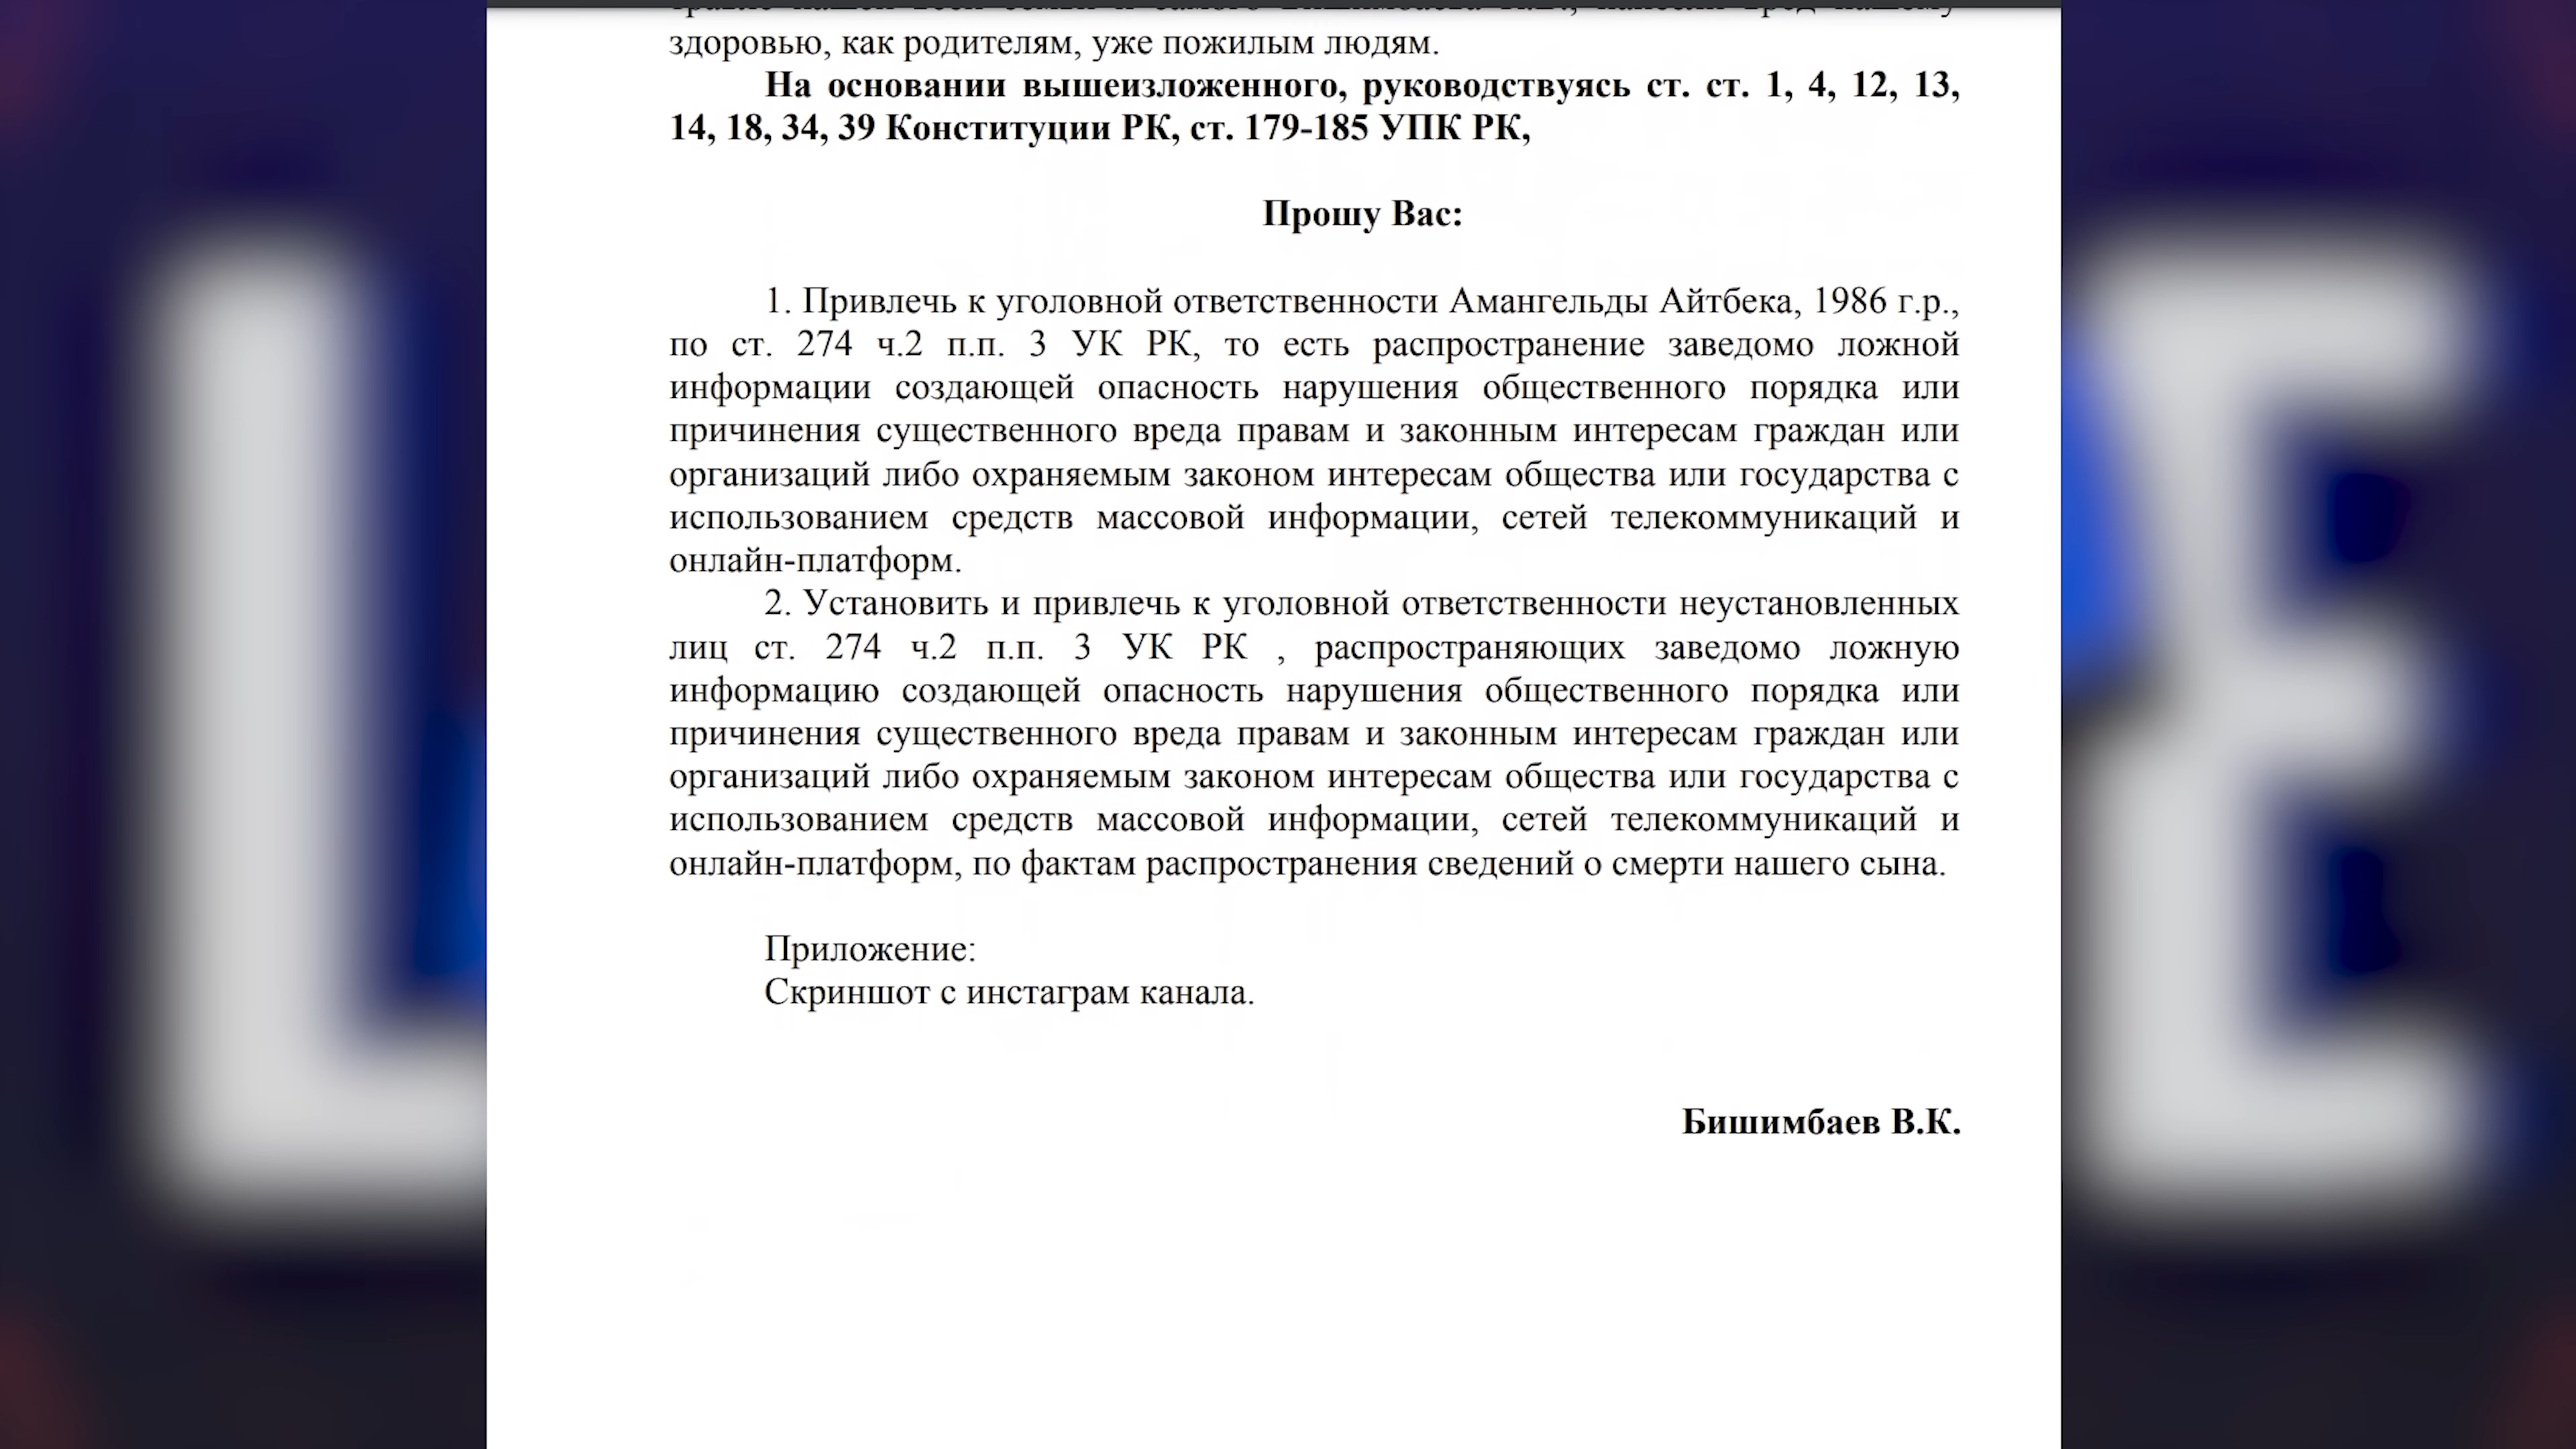 здоровью, как родителям, уже пожилым людям.
На основании вышеизложенного, руководствуясь ст. ст. 1, 4, 12, 13,
14, 18, 34, 39 Конституции РК, ст. 179-185 УПК РК,
Прошу Вас:
1. Привлечь к уголовной ответственности Амангельды Айтбека, 1986 г.р.,
по ст. 274 ч.2 п.п. 3 УК РК, то есть распространение заведомо ложной
информации создающей опасность нарушения общественного порядка или
причинения существенного вреда правам и законным интересам граждан или
организаций либо охраняемым законом интересам общества или государства с
использованием средств массовой информации, сетей телекоммуникаций и
онлайн-платформ.
2. Установить и привлечь к уголовной ответственности неустановленных
лиц ст. 274 ч.2 п.п. 3 УК РК , распространяющих заведомо ложную
информацию создающей опасность нарушения общественного порядка или
причинения существенного вреда правам и законным интересам граждан или
организаций либо охраняемым законом интересам общества или государства с
использованием средств массовой информации, сетей телекоммуникаций и
онлайн-платформ, по фактам распространения сведений о смерти нашего сына.
Приложение:
Скриншот с инстаграм канала.
Бишимбаев В.К.